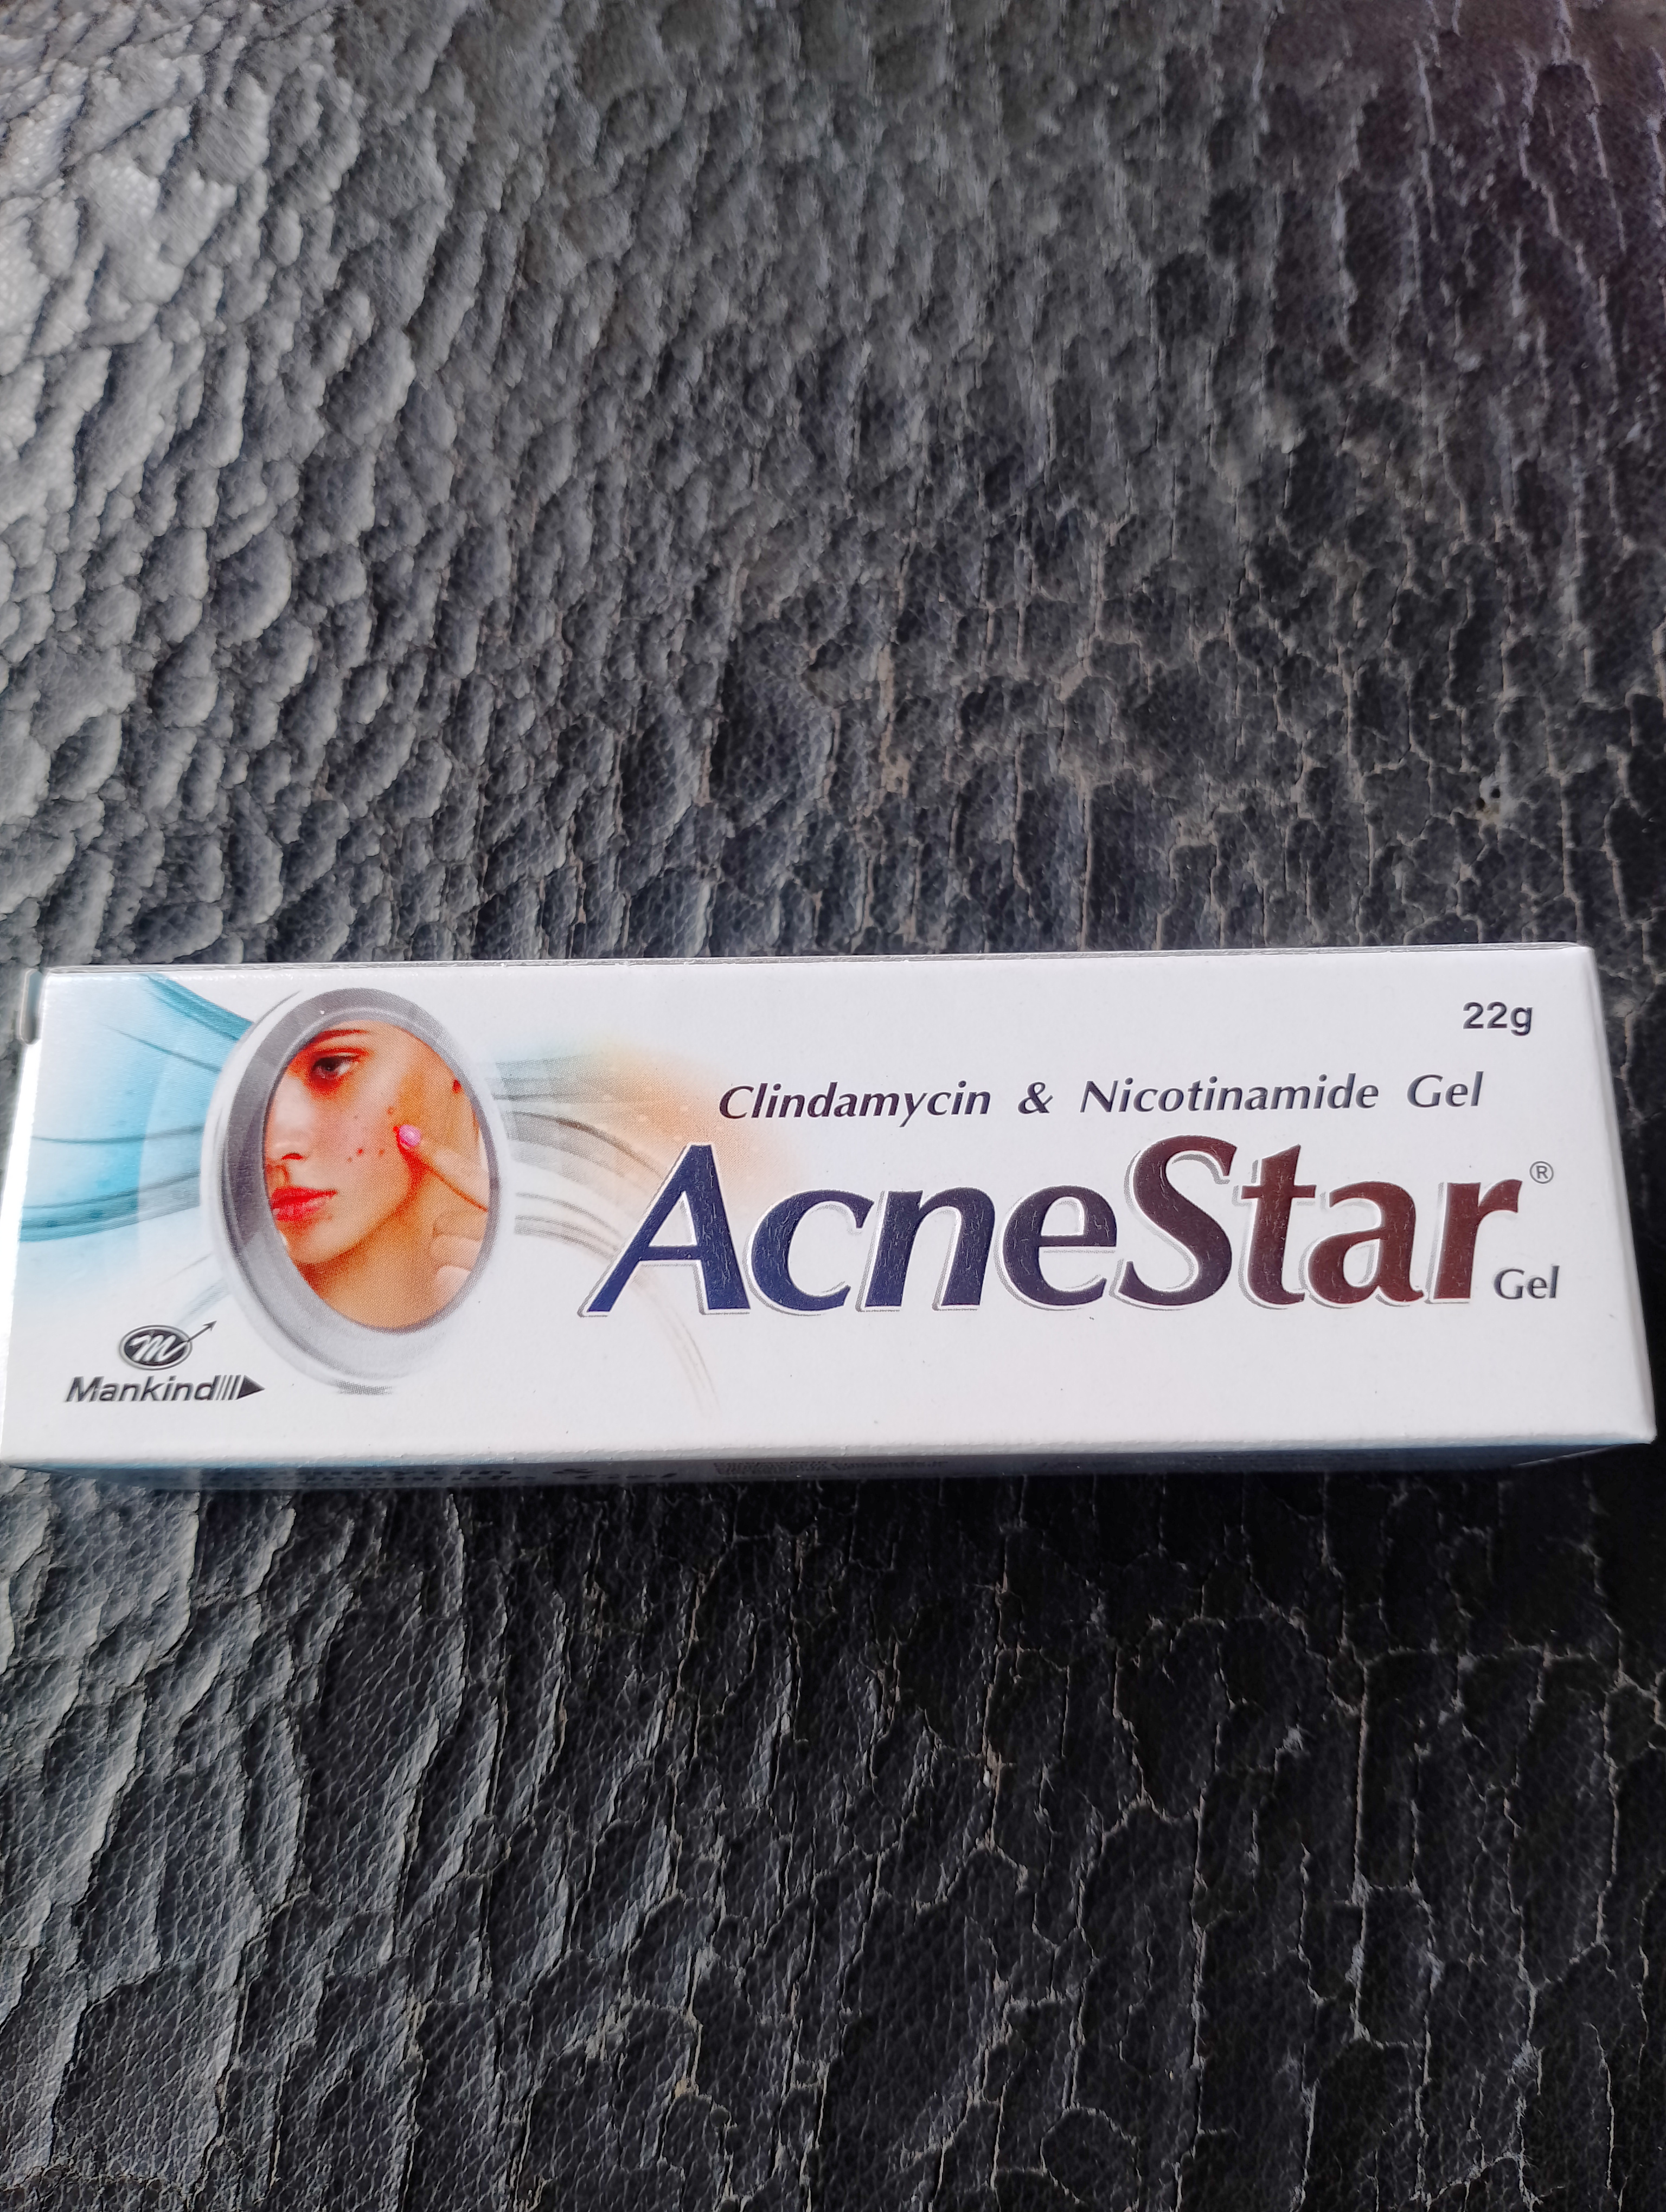 22g
Clindamycin & Nicotinamide Gel
AcneStar®
Gel
M
Mankind